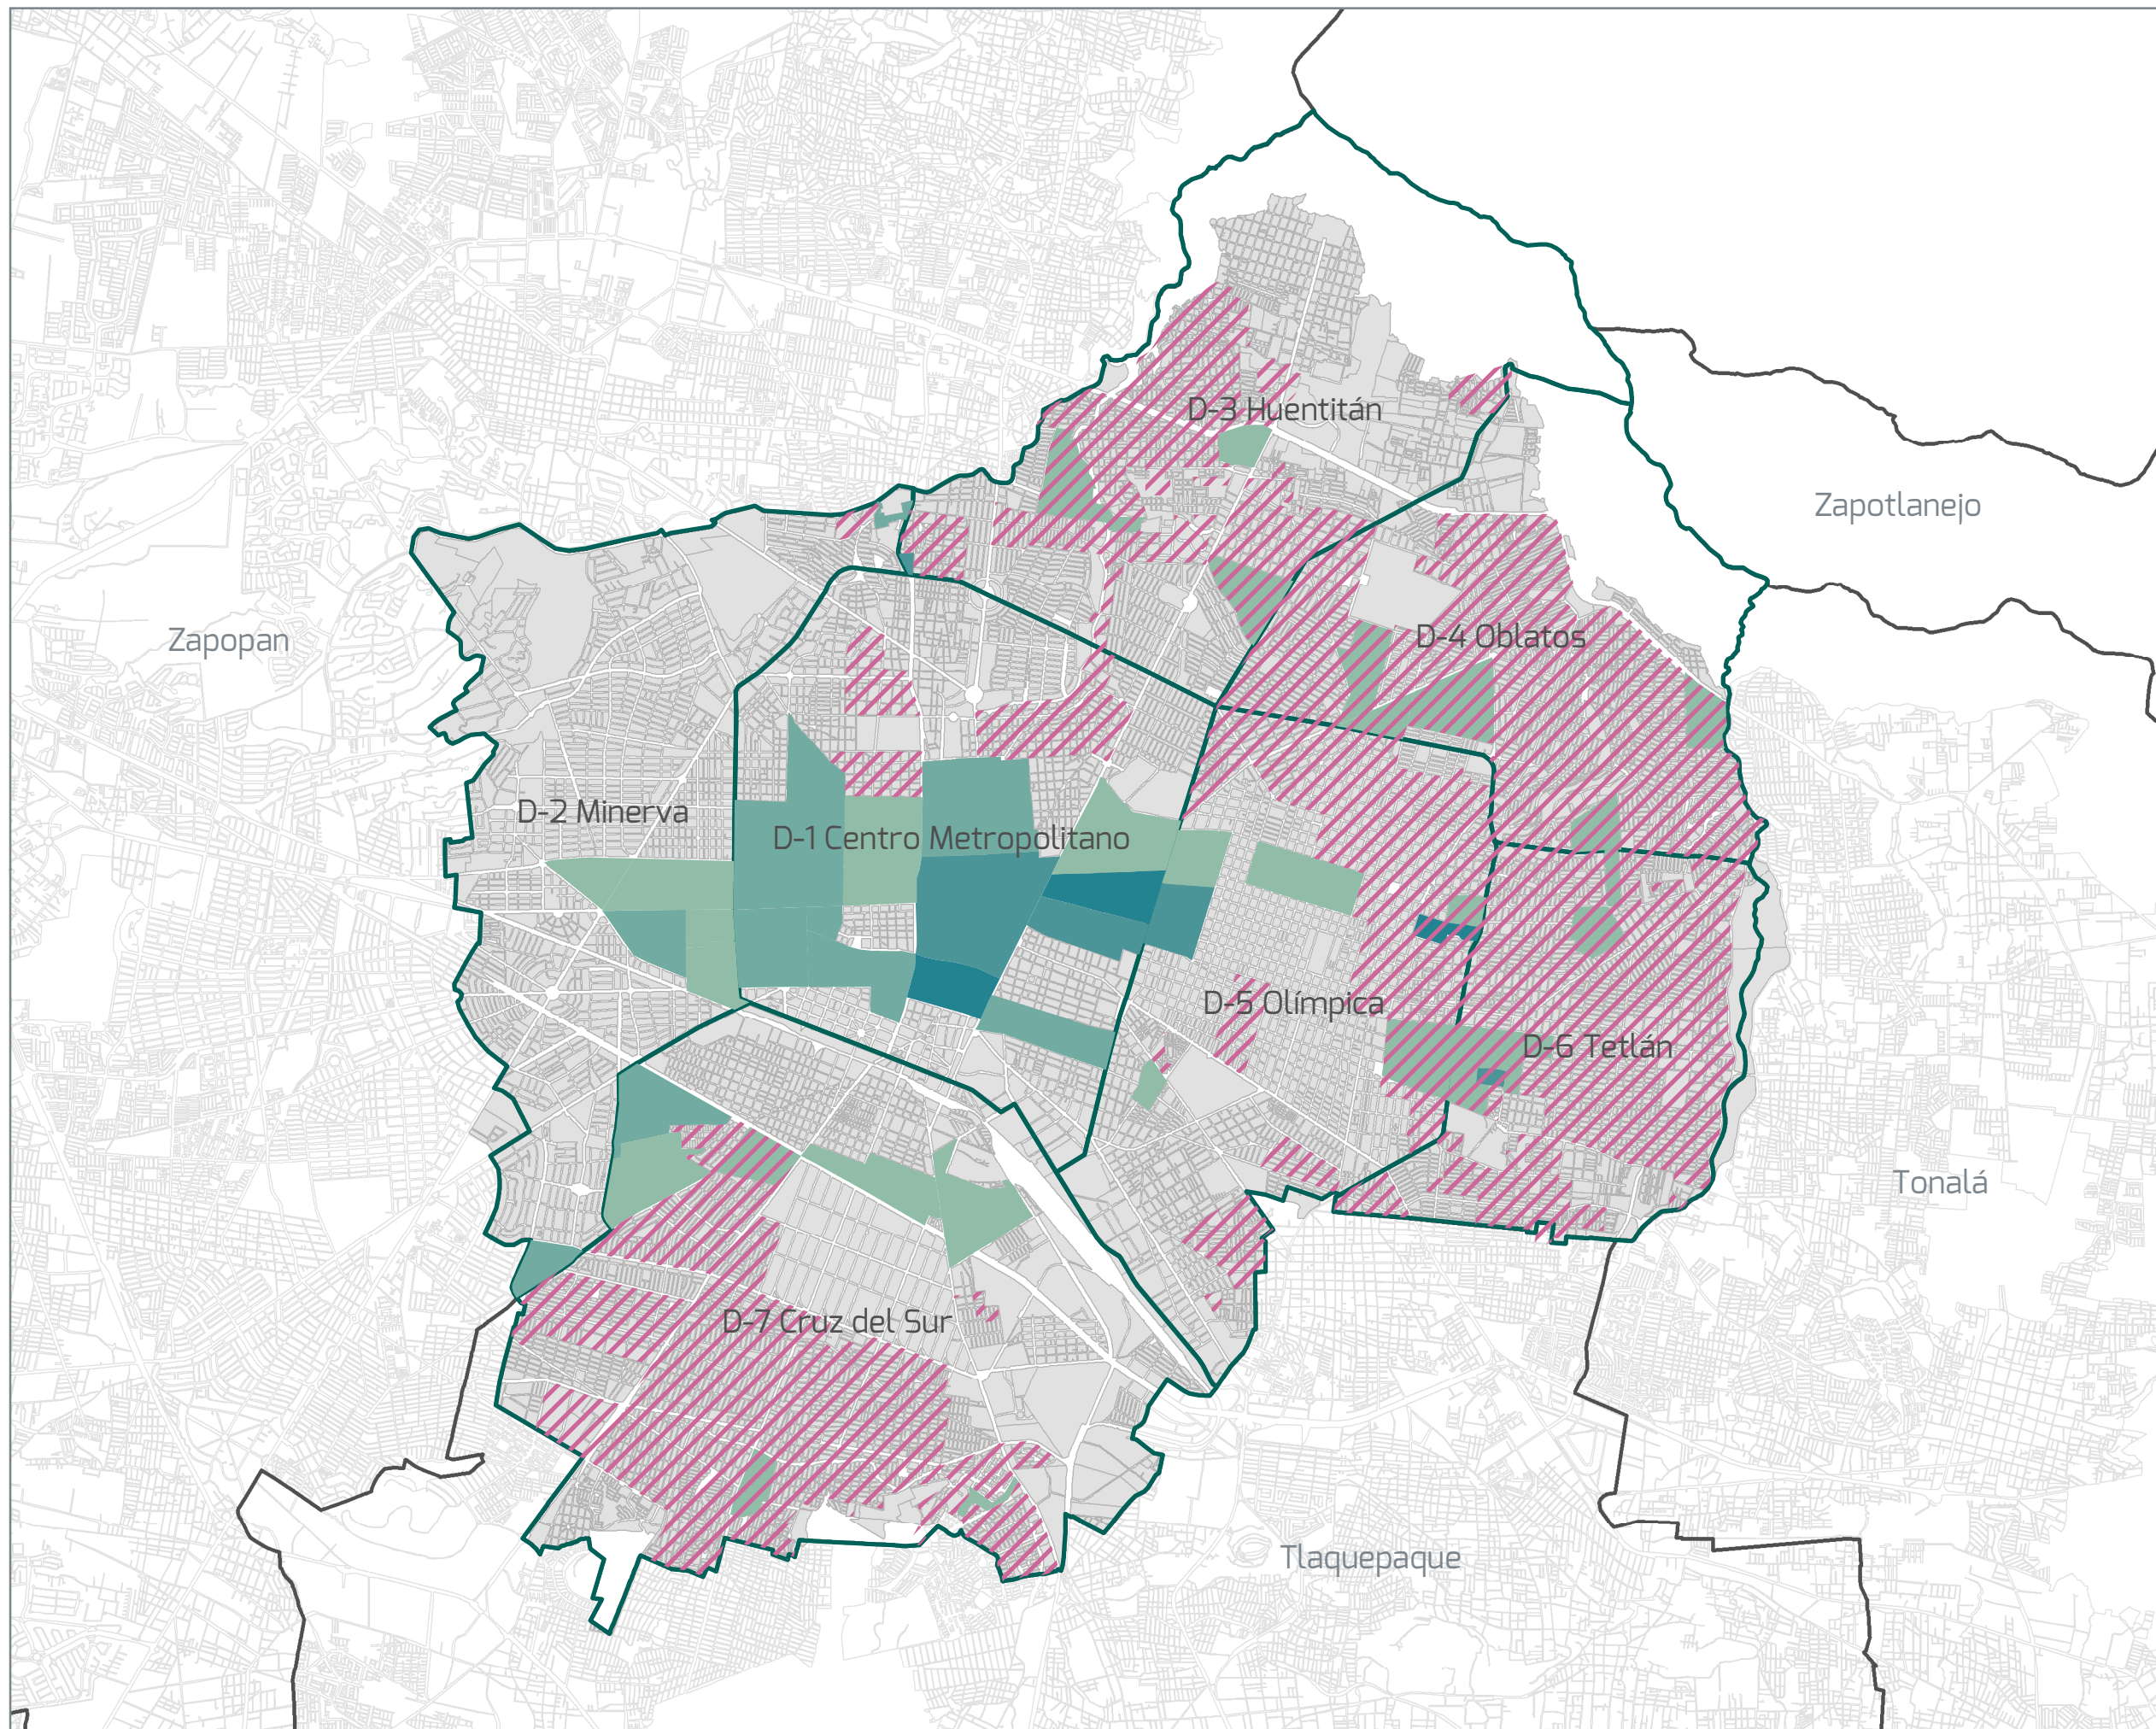 D-3 Huentitán
Zapotlanejo
Zapopan
D-4 Oblatos
D-2 Minerva
D-1 Centro Metropolitano
D-5 Olímpica
D-6 Tetlán
Tonalá
D-7 Cruz del Sur
Tlaquepaque